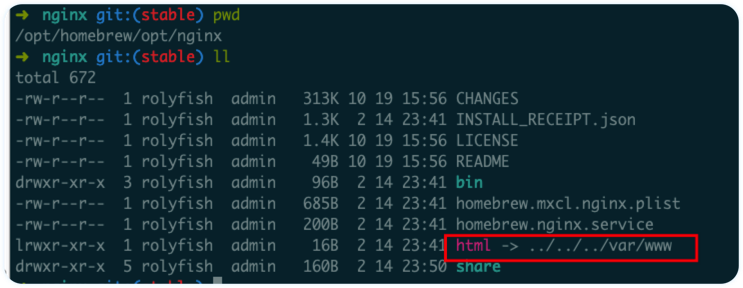 ➜ nginx git:(stable) pwd
/opt/homebrew/opt/nginx
➜ nginx git:(stable) ll
total 672
-rw-r--r-- 1 rolyfish admin 313K 10 19 15:56 CHANGES
-rw-r--r-- 1 rolyfish admin 1.3K 2 14 23:41 INSTALL_RECEIPT.json
-rw-r--r-- 1 rolyfish admin 1.4K 10 19 15:56 LICENSE
-rw-r--r-- 1 rolyfish admin 49B 10 19 15:56 README
drwxr-xr-x 3 rolyfish admin 96B 2 14 23:41 bin
-rw-r--r-- 1 rolyfish admin 685B 2 14 23:41 homebrew.mxcl.nginx.plist
-rw-r--r-- 1 rolyfish admin 200B 2 14 23:41 homebrew.nginx.service
lrwxr-xr-x 1 rolyfish admin 16B 2 14 23:41 html -> ../../../var/www
drwxr-xr-x 5 rolyfish admin 160B 2 14 23:50 share